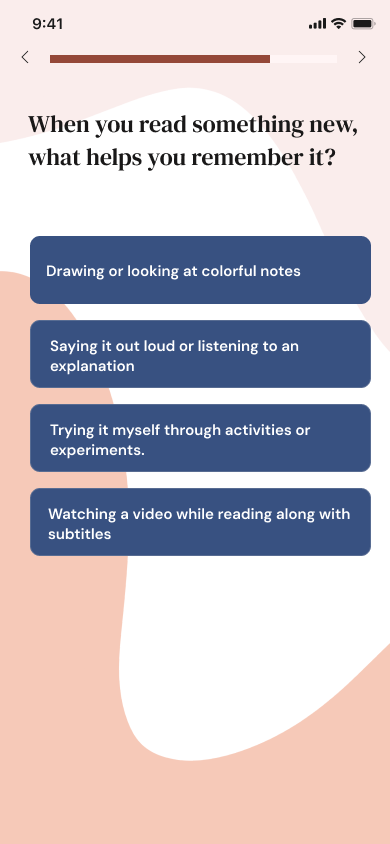 9:41
When you read something new,
what helps you remember it?
Drawing or looking at colorful notes
Saying it out loud or listening to an
explanation
Trying it myself through activities or
experiments.
Watching a video while reading along with
subtitles